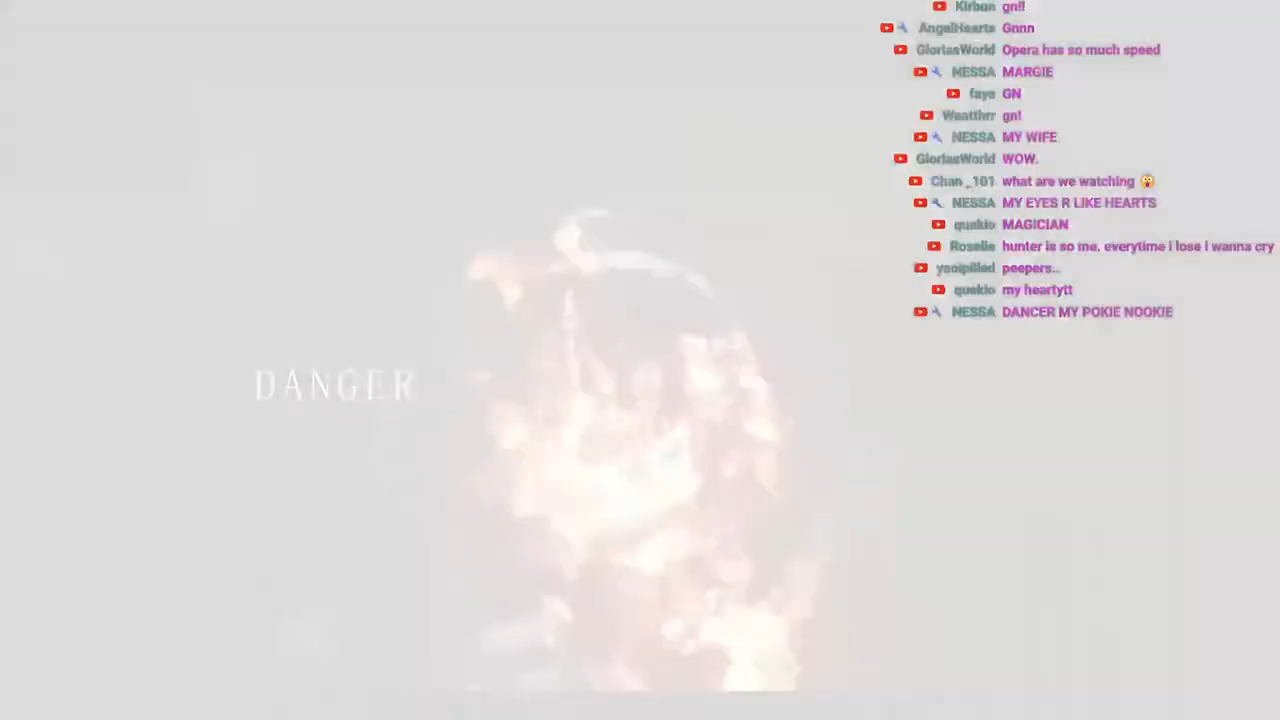 Kirbun gn!!
AngelHearts Gnnn
GloriasWorld Opera has so much speed
NESSA MARGIE
faye GN
Weatthrr gn!
NESSA MY WIFE
GloriasWorld WOW.
Chan_101 what are we watching 😱
NESSA MY EYES R LIKE HEARTS
quekio MAGICIAN
Roselie hunter is so me, everytime i lose i wanna cry
yaoipilled peepers...
quekio my heartytt
NESSA DANCER MY POKIE NOOKIE
DANGER